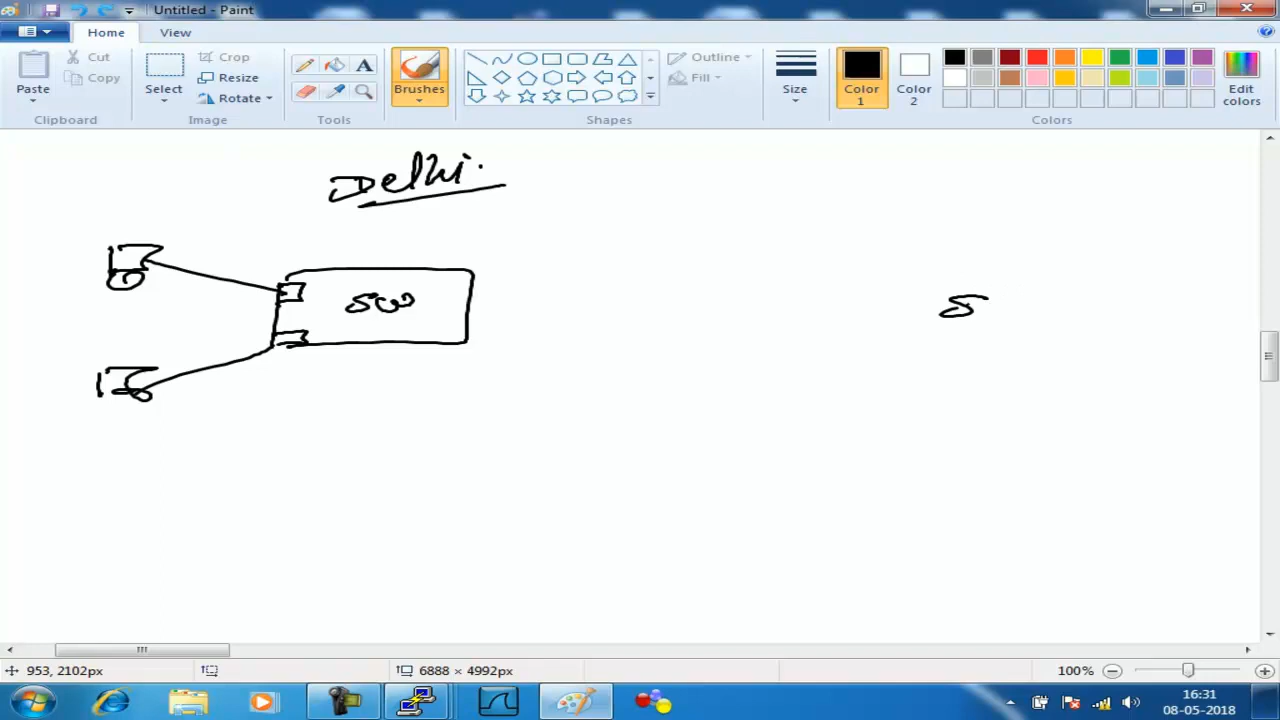 Untitled - Paint
Home View
Paste
Cut
Copy
Clipboard
Select
Crop
Resize
Rotate
Image
A
Tools
Brushes
Shapes
Outline
Fill
Size
Color 1
Color 2
Colors
Edit colors
Delhi.
SW
S
953, 2102px
6888 × 4992px
100%
16:31
08-05-2018